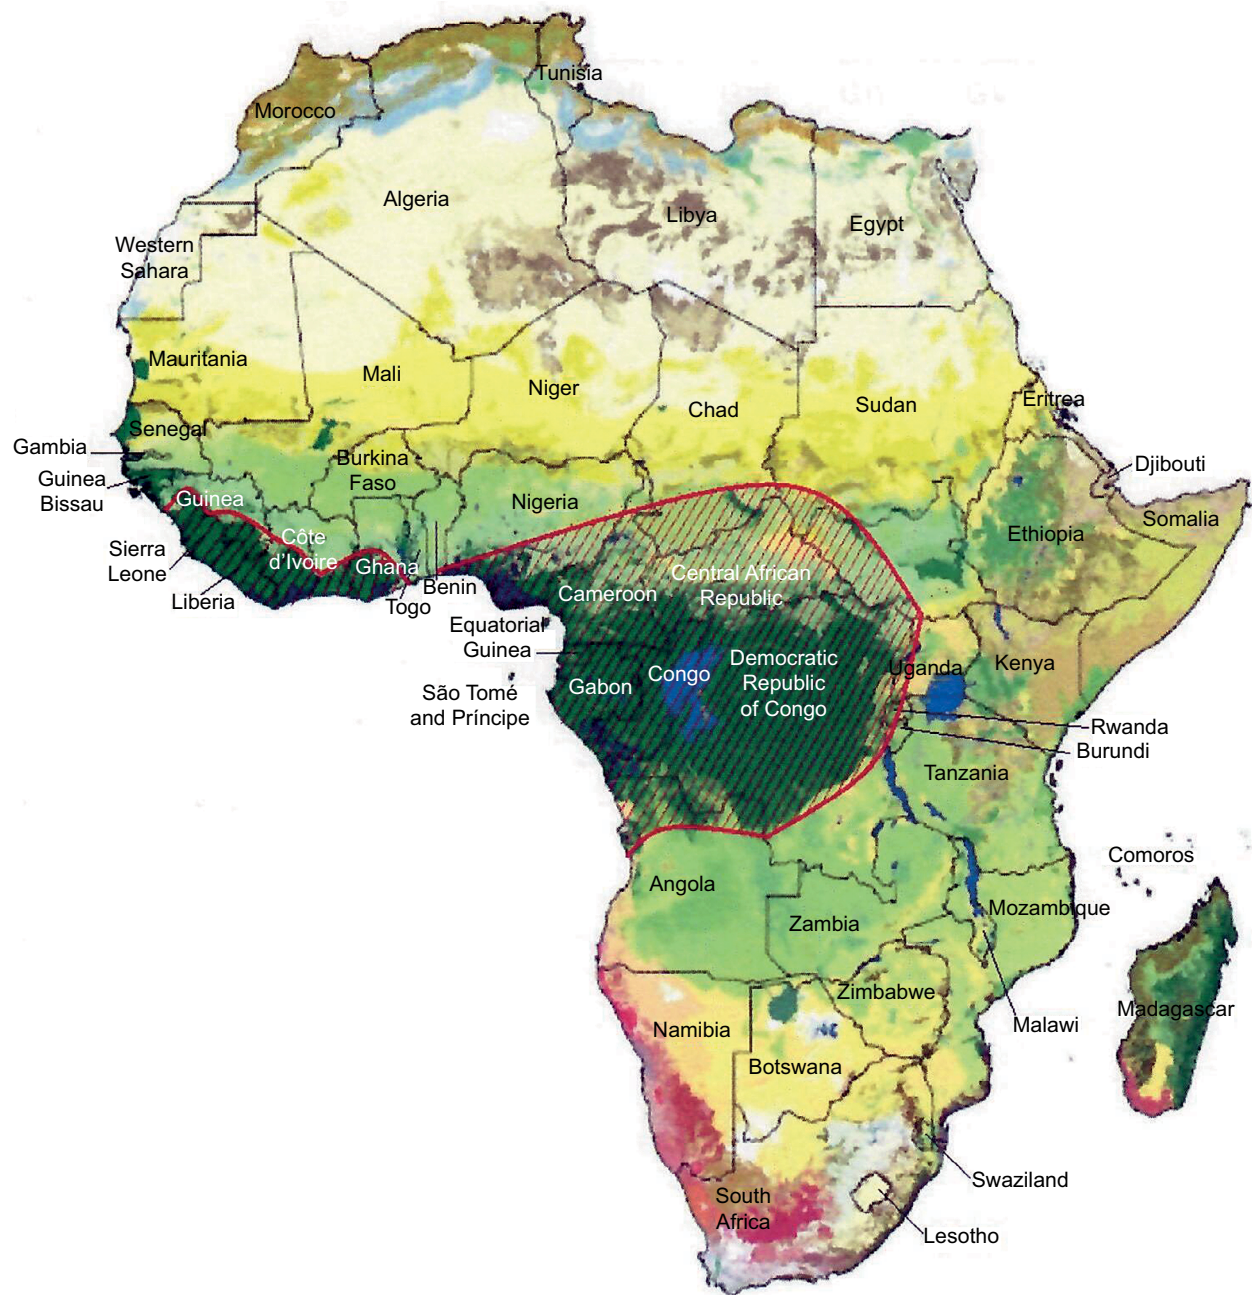 Tunisia
Morocco
Algeria
Libya
Egypt
Western
Sahara
Mauritania
Mali
Niger
Chad
Sudan
Eritrea
Senegal
Gambia
Guinea
Bissau
Burkina
Faso
Nigeria
Djibouti
Somalia
Ethiopia
Guinea
Côte
d’Ivoire
Ghana
Sierra
Leone
Liberia
Togo
Benin
Cameroon
Central African
Republic
Equatorial
Guinea
São Tomé
and Príncipe
Gabon
Congo
Democratic
Republic
of Congo
Uganda
Kenya
Rwanda
Burundi
Tanzania
Comoros
Angola
Zambia
Mozambique
Malawi
Zimbabwe
Madagascar
Namibia
Botswana
Swaziland
South
Africa
Lesotho